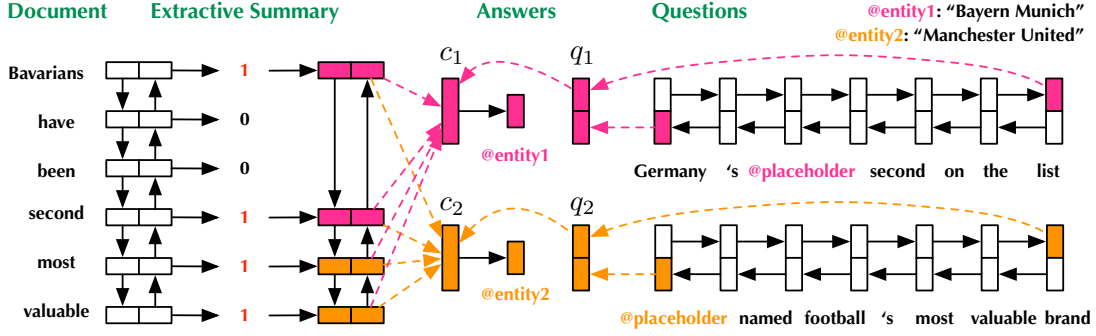 Document Extractive Summary Answers Questions @entity1: “Bayern Munich”
@entity2: “Manchester United”
c1 q1
Bavarians 1
have 0
been 0
@entity1
Germany 's @placeholder second on the list
second 1
c2 q2
most 1
@entity2
valuable 1
@placeholder named football 's most valuable brand